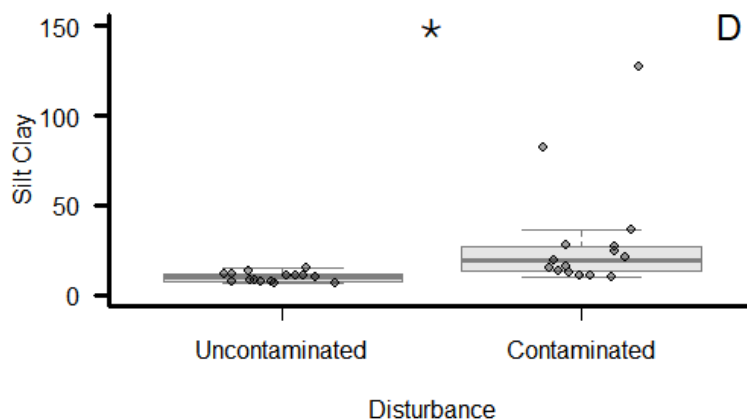 150
*
D
100
50
0
Silt Clay
Uncontaminated
Contaminated
Disturbance